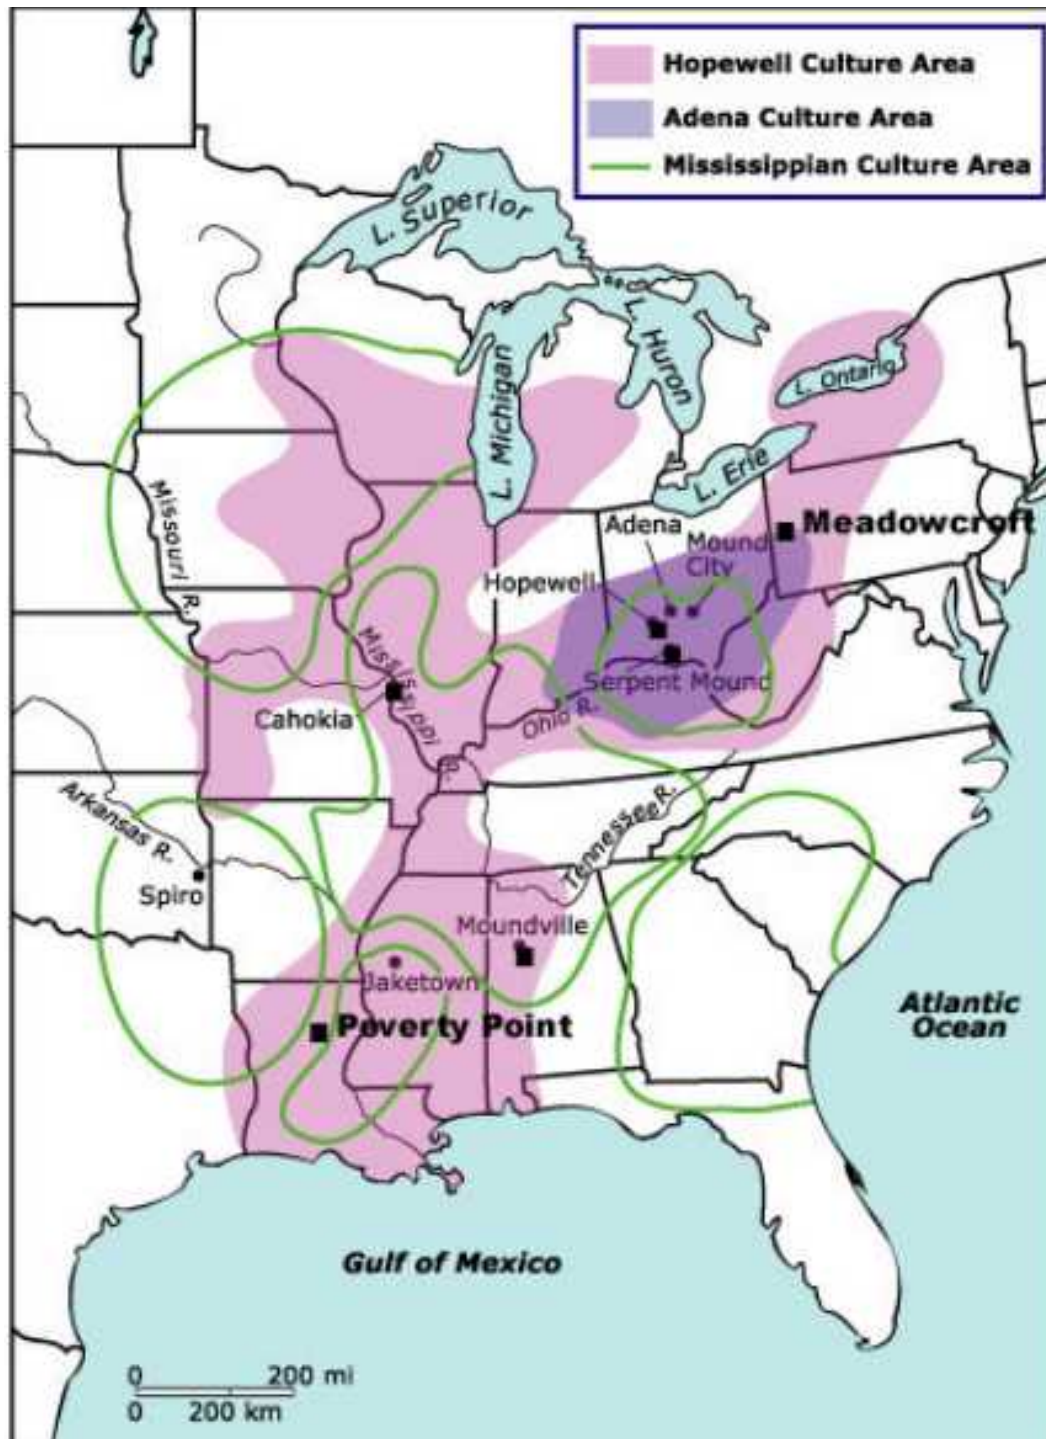 Hopewell Culture Area
Adena Culture Area
Mississippian Culture Area
L. Superior
L. Michigan
L. Huron
L. Ontario
L. Erie
Missouri R.
Adena
Mound
City
Meadowcroft
Hopewell
Serpent Mound
Mississippi R.
Cahokia
Ohio R.
Arkansas R.
Spiro
Tennessee R.
Moundville
Jaketown
Poverty Point
Atlantic
Ocean
Gulf of Mexico
0 200 mi
0 200 km